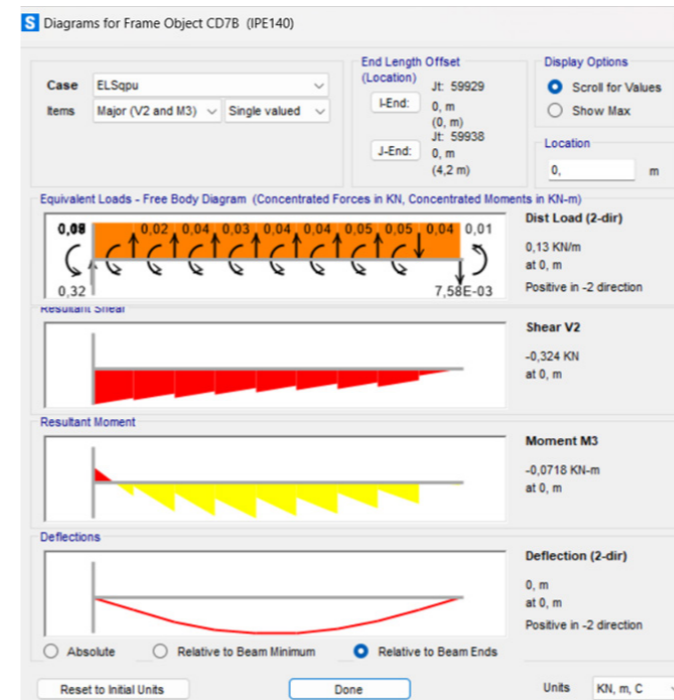 S Diagrams for Frame Object CD7B (IPE140)
Case ELSqpu
Items Major (V2 and M3) Single valued
End Length Offset
(Location)
Jt: 59929
I-End: 0, m
(0, m)
Jt: 59938
J-End: 0, m
(4,2 m)
Display Options
Scroll for Values
Show Max
Location
0, m
Equivalent Loads - Free Body Diagram (Concentrated Forces in KN, Concentrated Moments in KN-m)
0,08 0,02 0,04 0,03 0,04 0,04 0,04 0,05 0,05 0,04 0,01
0,32 7,58E-03
Dist Load (2-dir)
0,13 KN/m
at 0, m
Positive in -2 direction
Resultant Shear
Shear V2
-0,324 KN
at 0, m
Resultant Moment
Moment M3
-0,0718 KN-m
at 0, m
Deflections
Deflection (2-dir)
0, m
at 0, m
Positive in -2 direction
Absolute Relative to Beam Minimum Relative to Beam Ends
Reset to Initial Units Done Units KN, m, C